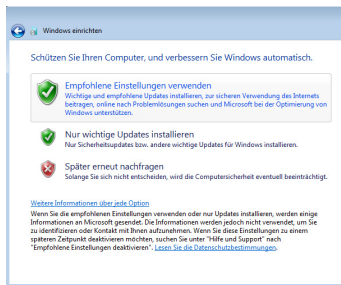 Windows einrichten
Schützen Sie Ihren Computer, und verbessern Sie Windows automatisch.
Empfohlene Einstellungen verwenden
Wichtige und empfohlene Updates installieren, zur sicheren Verwendung des Internets
beitragen, online nach Problemlösungen suchen und Microsoft bei der Optimierung von
Windows unterstützen.
Nur wichtige Updates installieren
Nur Sicherheitsupdates bzw. andere wichtige Updates für Windows installieren.
Später erneut nachfragen
Solange Sie sich nicht entscheiden, wird die Computersicherheit eventuell beeinträchtigt.
Weitere Informationen über jede Option
Wenn Sie die empfohlenen Einstellungen verwenden oder nur Updates installieren, werden einige
Informationen an Microsoft gesendet. Die Informationen werden jedoch nicht verwendet, um Sie
zu identifizieren oder Kontakt mit Ihnen aufzunehmen. Wenn Sie diese Einstellungen zu einem
späteren Zeitpunkt deaktivieren möchten, suchen Sie unter "Hilfe und Support" nach
"Empfohlene Einstellungen deaktivieren". Lesen Sie die Datenschutzbestimmungen.